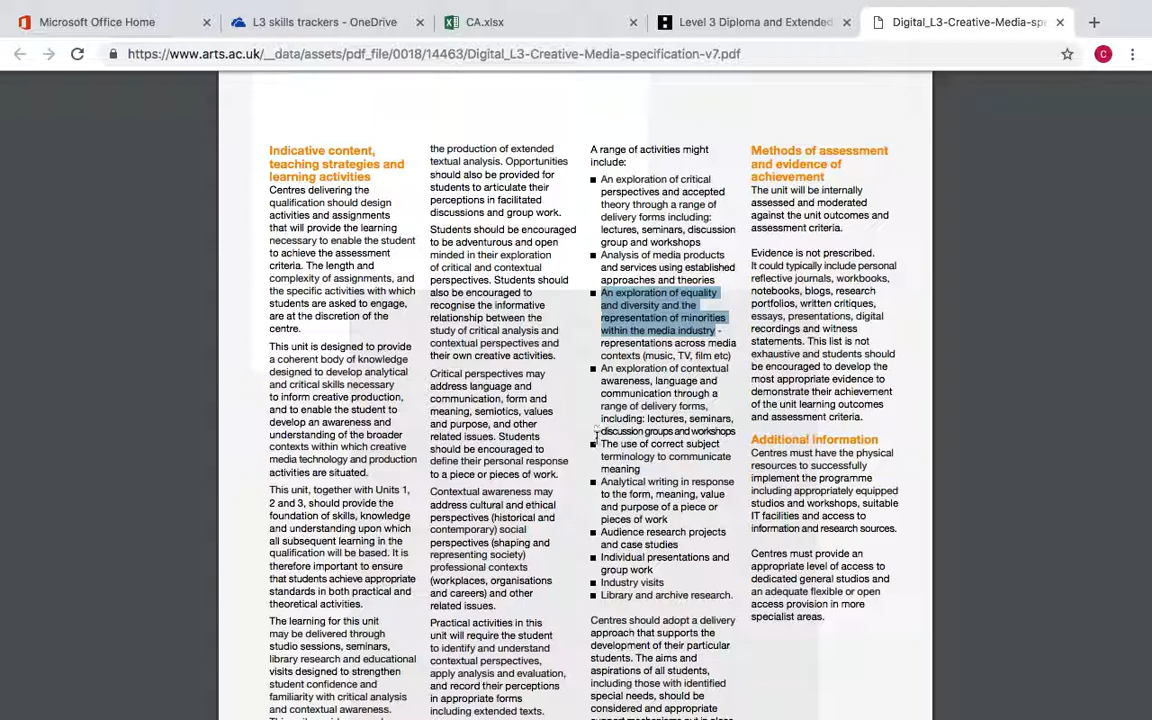 Microsoft Office Home
L3 skills trackers - OneDrive
CA.xlsx
Level 3 Diploma and Extended
Digital_L3-Creative-Media-spe
https://www.arts.ac.uk/__data/assets/pdf_file/0018/14463/Digital_L3-Creative-Media-specification-v7.pdf
C
Indicative content,
teaching strategies and
learning activities
Centres delivering the
qualification should design
activities and assignments
that will provide the learning
necessary to enable the student
to achieve the assessment
criteria. The length and
complexity of assignments, and
the specific activities with which
students are asked to engage,
are at the discretion of the
centre.
This unit is designed to provide
a coherent body of knowledge
designed to develop analytical
and critical skills necessary
to inform creative production,
and to enable the student to
develop an awareness and
understanding of the broader
contexts within which creative
media technology and production
activities are situated.
This unit, together with Units 1,
2 and 3, should provide the
foundation of skills, knowledge
and understanding upon which
all subsequent learning in the
qualification will be based. It is
therefore important to ensure
that students achieve appropriate
standards in both practical and
theoretical activities.
The learning for this unit
may be delivered through
studio sessions, seminars,
library research and educational
visits designed to strengthen
student confidence and
familiarity with critical analysis
and contextual awareness.
the production of extended
textual analysis. Opportunities
should also be provided for
students to articulate their
perceptions in facilitated
discussions and group work.
Students should be encouraged
to be adventurous and open
minded in their exploration
of critical and contextual
perspectives. Students should
also be encouraged to
recognise the informative
relationship between the
study of critical analysis and
contextual perspectives and
their own creative activities.
Critical perspectives may
address language and
communication, form and
meaning, semiotics, values
and purpose, and other
related issues. Students
should be encouraged to
define their personal response
to a piece or pieces of work.
Contextual awareness may
address cultural and ethical
perspectives (historical and
contemporary) social
perspectives (shaping and
representing society)
professional contexts
(workplaces, organisations
and careers) and other
related issues.
Practical activities in this
unit will require the student
to identify and understand
contextual perspectives,
apply analysis and evaluation,
and record their perceptions
in appropriate forms
including extended texts.
A range of activities might
include:
■ An exploration of critical
perspectives and accepted
theory through a range of
delivery forms including:
lectures, seminars, discussion
group and workshops
■ Analysis of media products
and services using established
approaches and theories
■ An exploration of equality
and diversity and the
representation of minorities
within the media industry -
representations across media
contexts (music, TV, film etc)
■ An exploration of contextual
awareness, language and
communication through a
range of delivery forms,
including: lectures, seminars,
discussion groups and workshops
■ The use of correct subject
terminology to communicate
meaning
■ Analytical writing in response
to the form, meaning, value
and purpose of a piece or
pieces of work
■ Audience research projects
and case studies
■ Individual presentations and
group work
■ Industry visits
■ Library and archive research.
Centres should adopt a delivery
approach that supports the
development of their particular
students. The aims and
aspirations of all students,
including those with identified
special needs, should be
considered and appropriate
Methods of assessment
and evidence of
achievement
The unit will be internally
assessed and moderated
against the unit outcomes and
assessment criteria.
Evidence is not prescribed.
It could typically include personal
reflective journals, workbooks,
notebooks, blogs, research
portfolios, written critiques,
essays, presentations, digital
recordings and witness
statements. This list is not
exhaustive and students should
be encouraged to develop the
most appropriate evidence to
demonstrate their achievement
of the unit learning outcomes
and assessment criteria.
Additional Information
Centres must have the physical
resources to successfully
implement the programme
including appropriately equipped
studios and workshops, suitable
IT facilities and access to
information and research sources.
Centres must provide an
appropriate level of access to
dedicated general studios and
an adequate flexible or open
access provision in more
specialist areas.